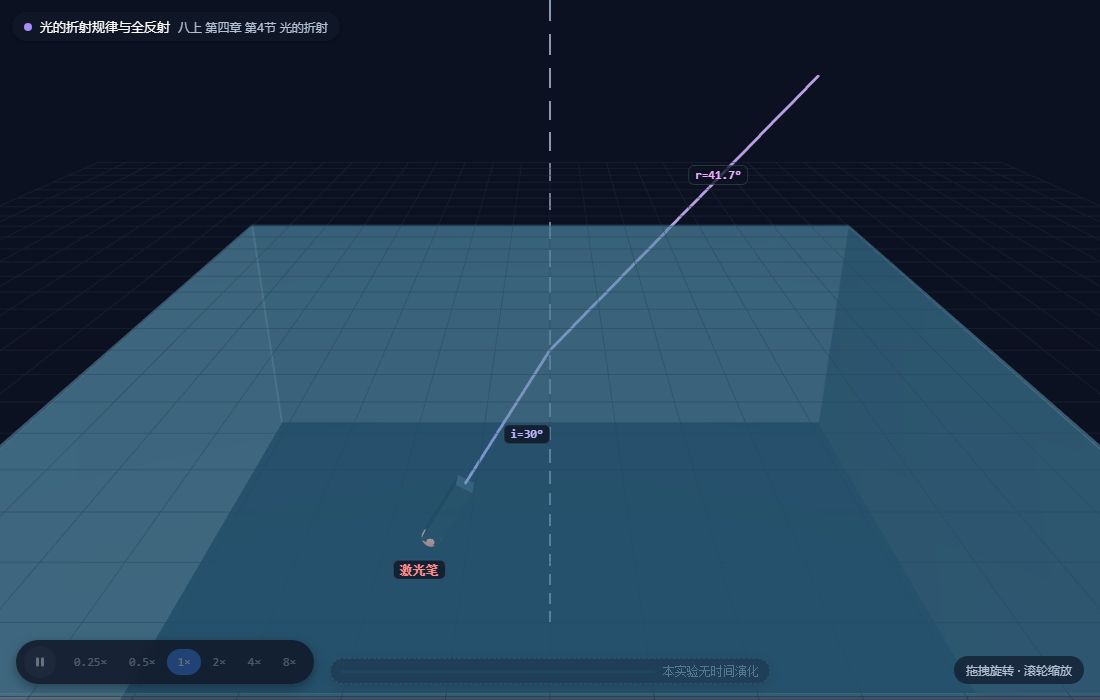 光的折射规律与全反射 八上 第四章 第4节 光的折射
r=41.7°
i=30°
激光笔
0.25× 0.5× 1× 2× 4× 8×
本实验无时间演化
拖拽旋转 · 滚轮缩放